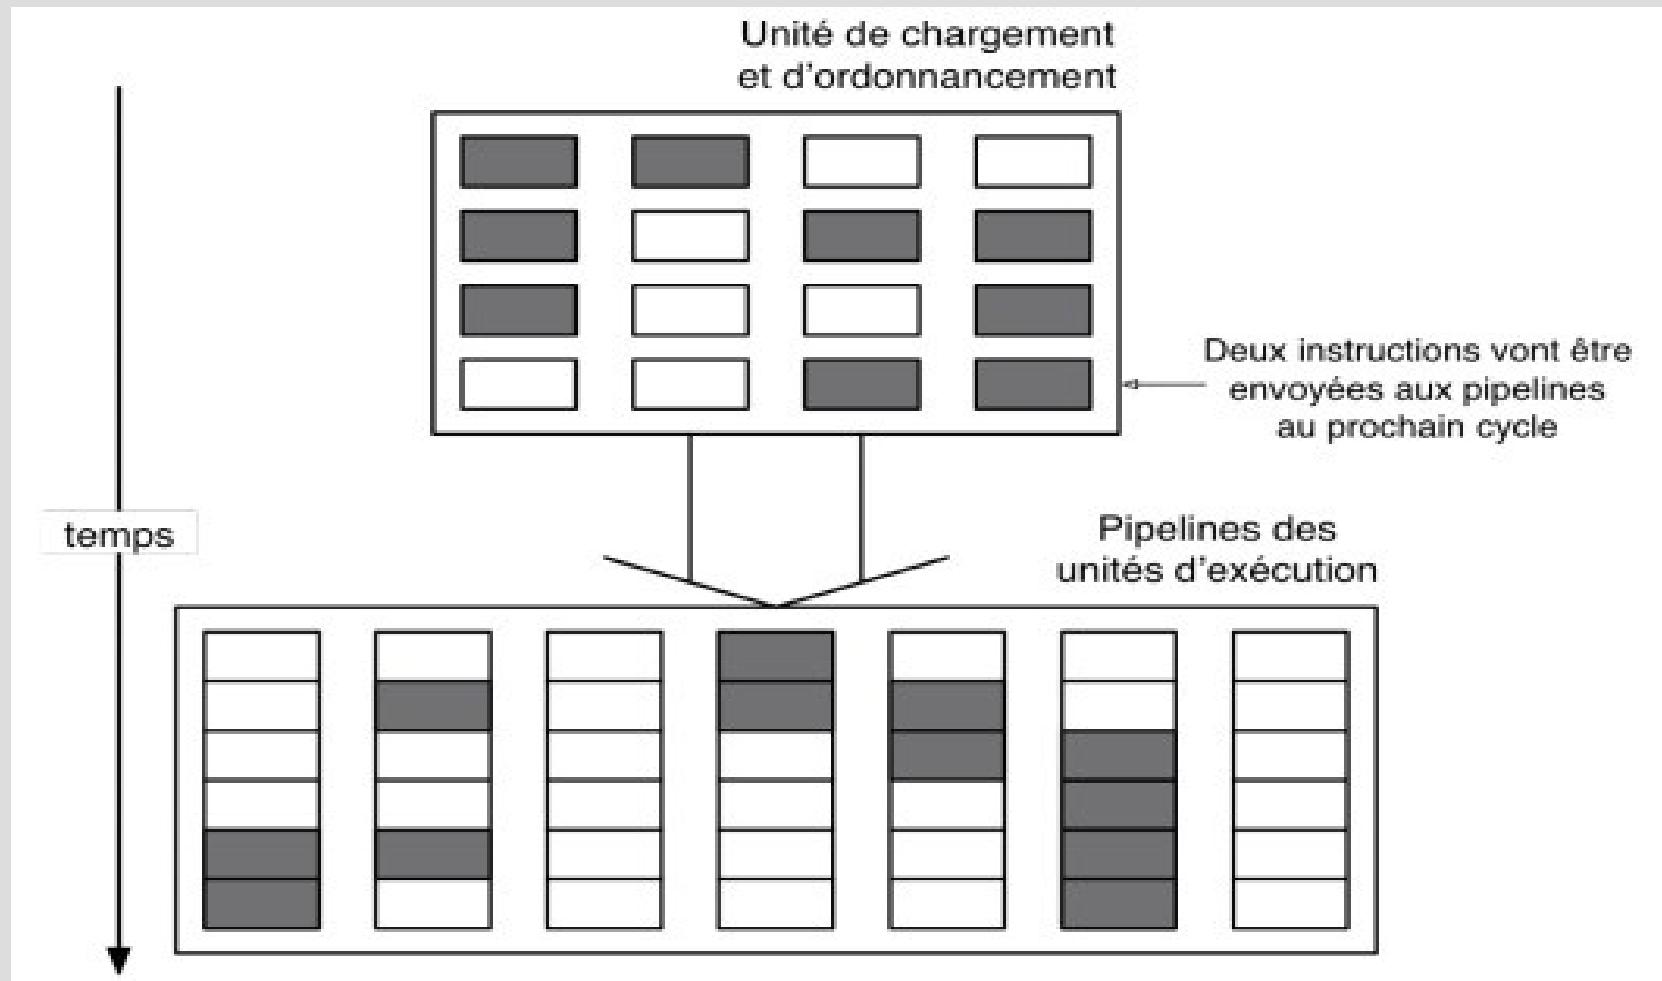 Unité de chargement
et d'ordonnancement
Deux instructions vont être
envoyées aux pipelines
au prochain cycle
temps
Pipelines des
unités d'exécution